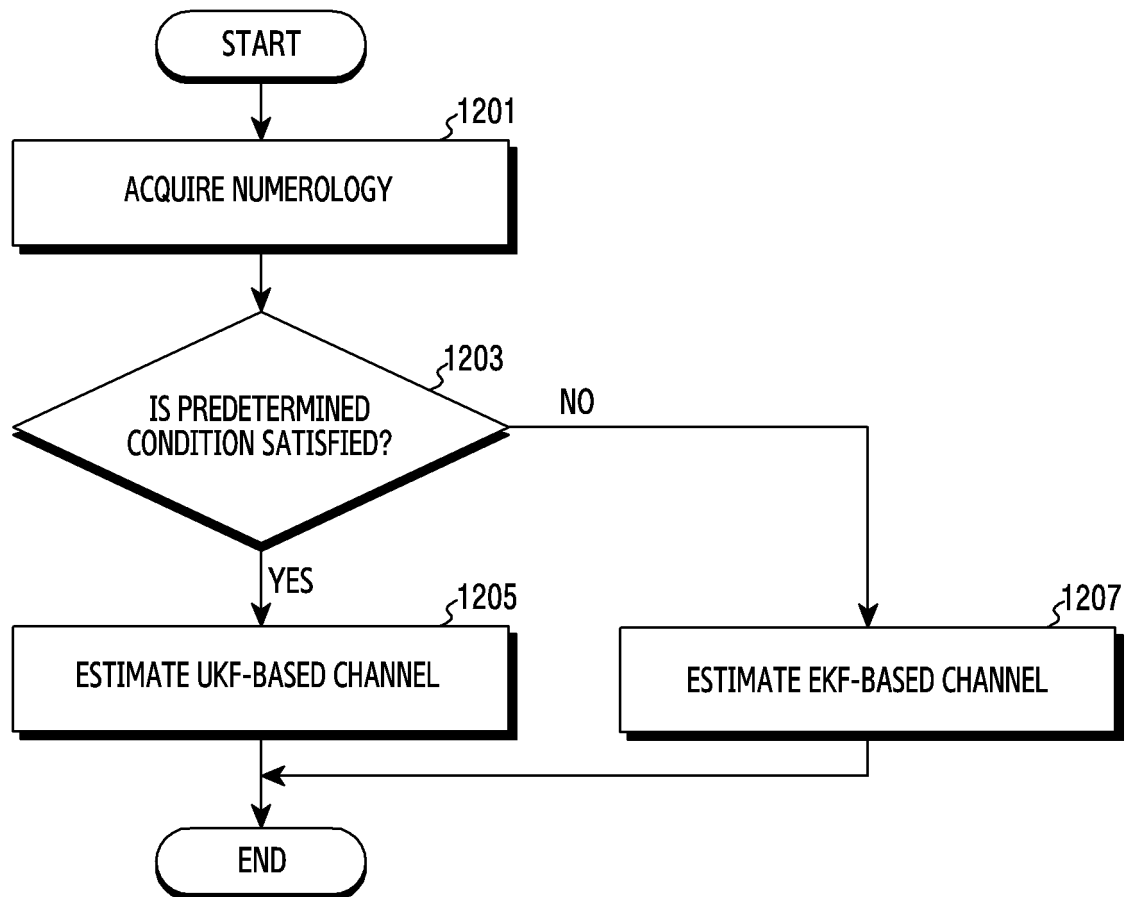 START
1201
ACQUIRE NUMEROLOGY
1203
IS PREDETERMINED
CONDITION SATISFIED?
NO
YES
1205
ESTIMATE UKF-BASED CHANNEL
1207
ESTIMATE EKF-BASED CHANNEL
END